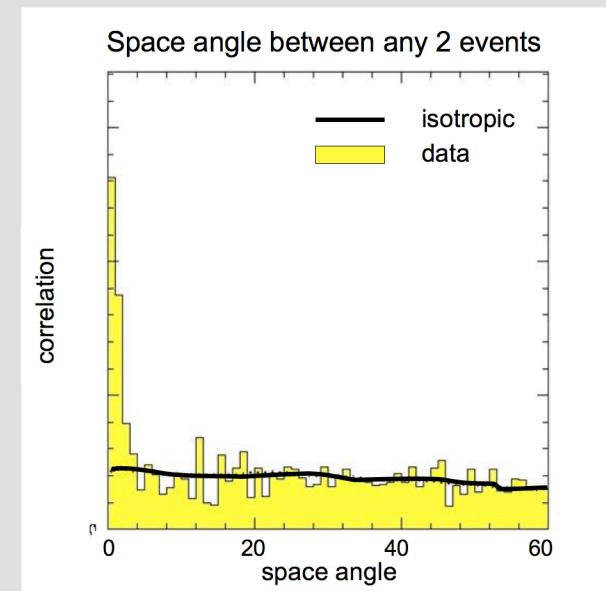 Space angle between any 2 events
isotropic
data
correlation
0 20 40 60
space angle